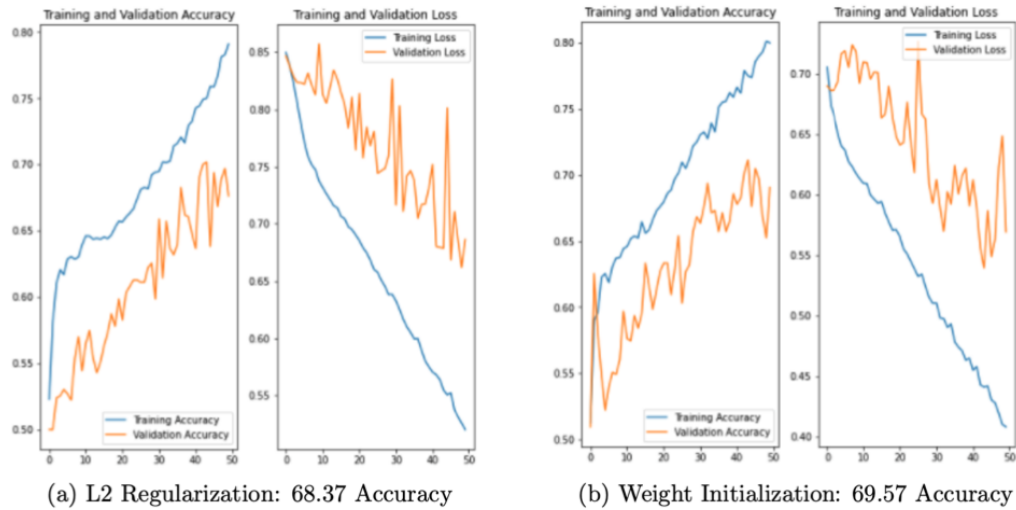 Training and Validation Accuracy
0.80
0.75
0.70
0.65
0.60
0.55
0.50
Training Accuracy
Validation Accuracy
0 10 20 30 40 50
Training and Validation Loss
Training Loss
Validation Loss
0.85
0.80
0.75
0.70
0.65
0.60
0.55
0 10 20 30 40 50
(a) L2 Regularization: 68.37 Accuracy
Training and Validation Accuracy
0.80
0.75
0.70
0.65
0.60
0.55
0.50
Training Accuracy
Validation Accuracy
0 10 20 30 40 50
Training and Validation Loss
Training Loss
Validation Loss
0.70
0.65
0.60
0.55
0.50
0.45
0.40
0 10 20 30 40 50
(b) Weight Initialization: 69.57 Accuracy